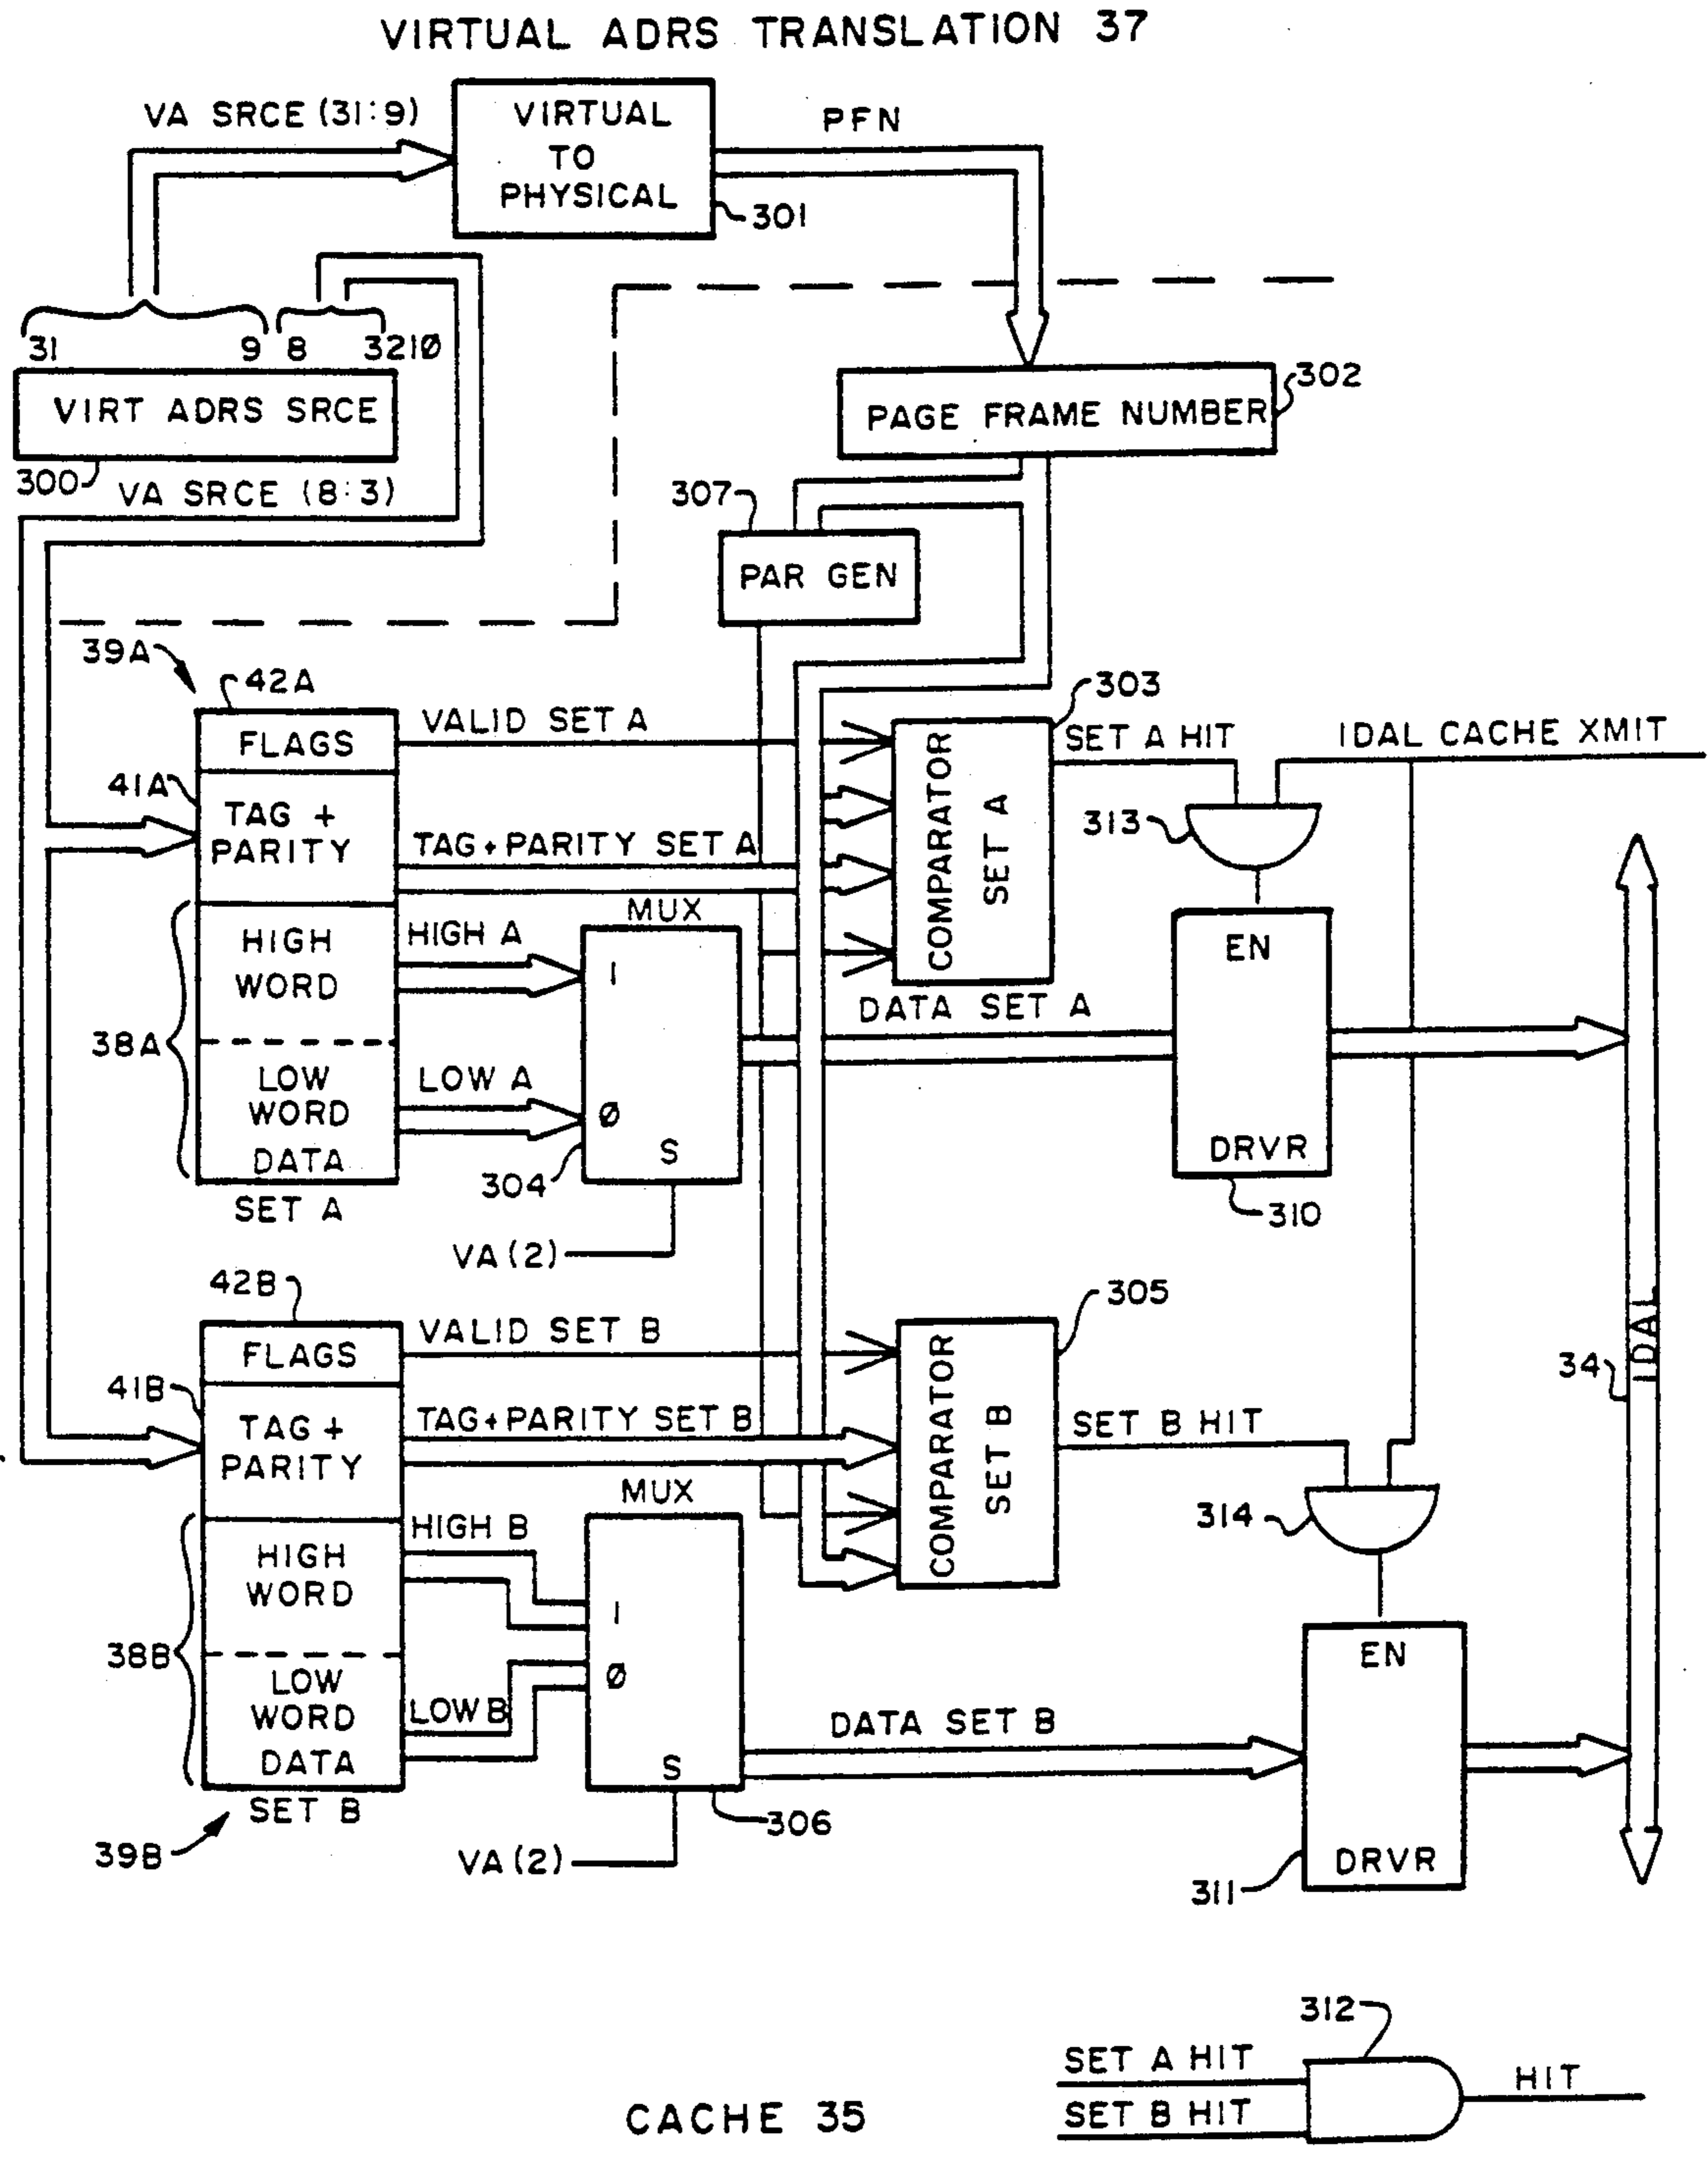 VIRTUAL ADRS TRANSLATION 37
VA SRCE (31:9)
VIRTUAL
TO
PHYSICAL
PFN
301
31 9 8 321Ø
VIRT ADRS SRCE
300
VA SRCE (8:3)
302
PAGE FRAME NUMBER
307
PAR GEN
39A
42A
FLAGS
VALID SET A
303
COMPARATOR
SET A
SET A HIT
IDAL CACHE XMIT
41A
TAG +
PARITY
TAG+PARITY SET A
313
MUX
HIGH
WORD
HIGH A
1
EN
DATA SET A
38A
LOW
WORD
DATA
LOW A
Ø
S
304
DRVR
310
SET A
VA(2)
42B
FLAGS
VALID SET B
305
COMPARATOR
SET B
34
IDAL
41B
TAG +
PARITY
TAG+PARITY SET B
SET B HIT
MUX
314
HIGH
WORD
HIGH B
1
38B
LOW
WORD
DATA
LOW B
Ø
S
EN
DATA SET B
SET B
306
39B
VA(2)
DRVR
311
312
SET A HIT
SET B HIT
HIT
CACHE 35